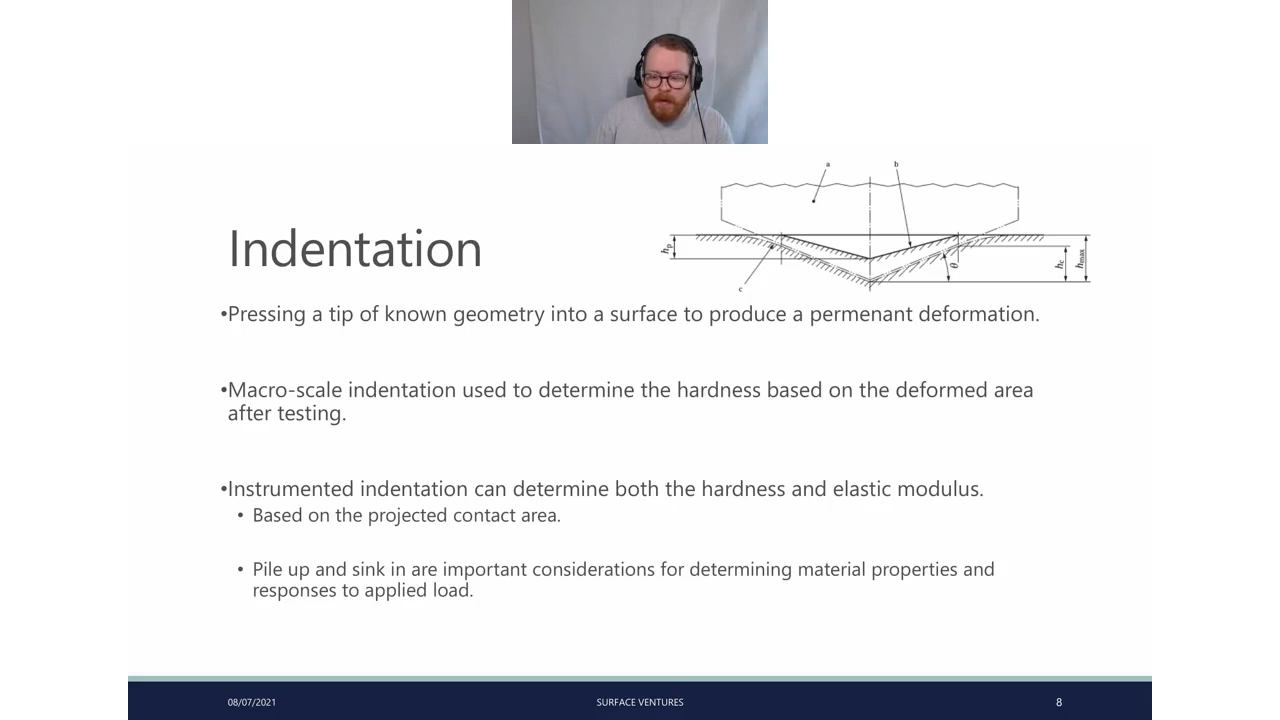 a
b
Indentation
hp
c
θ
hc
hmax
•Pressing a tip of known geometry into a surface to produce a permenant deformation.
•Macro-scale indentation used to determine the hardness based on the deformed area
after testing.
•Instrumented indentation can determine both the hardness and elastic modulus.
• Based on the projected contact area.
• Pile up and sink in are important considerations for determining material properties and
responses to applied load.
08/07/2021
SURFACE VENTURES
8